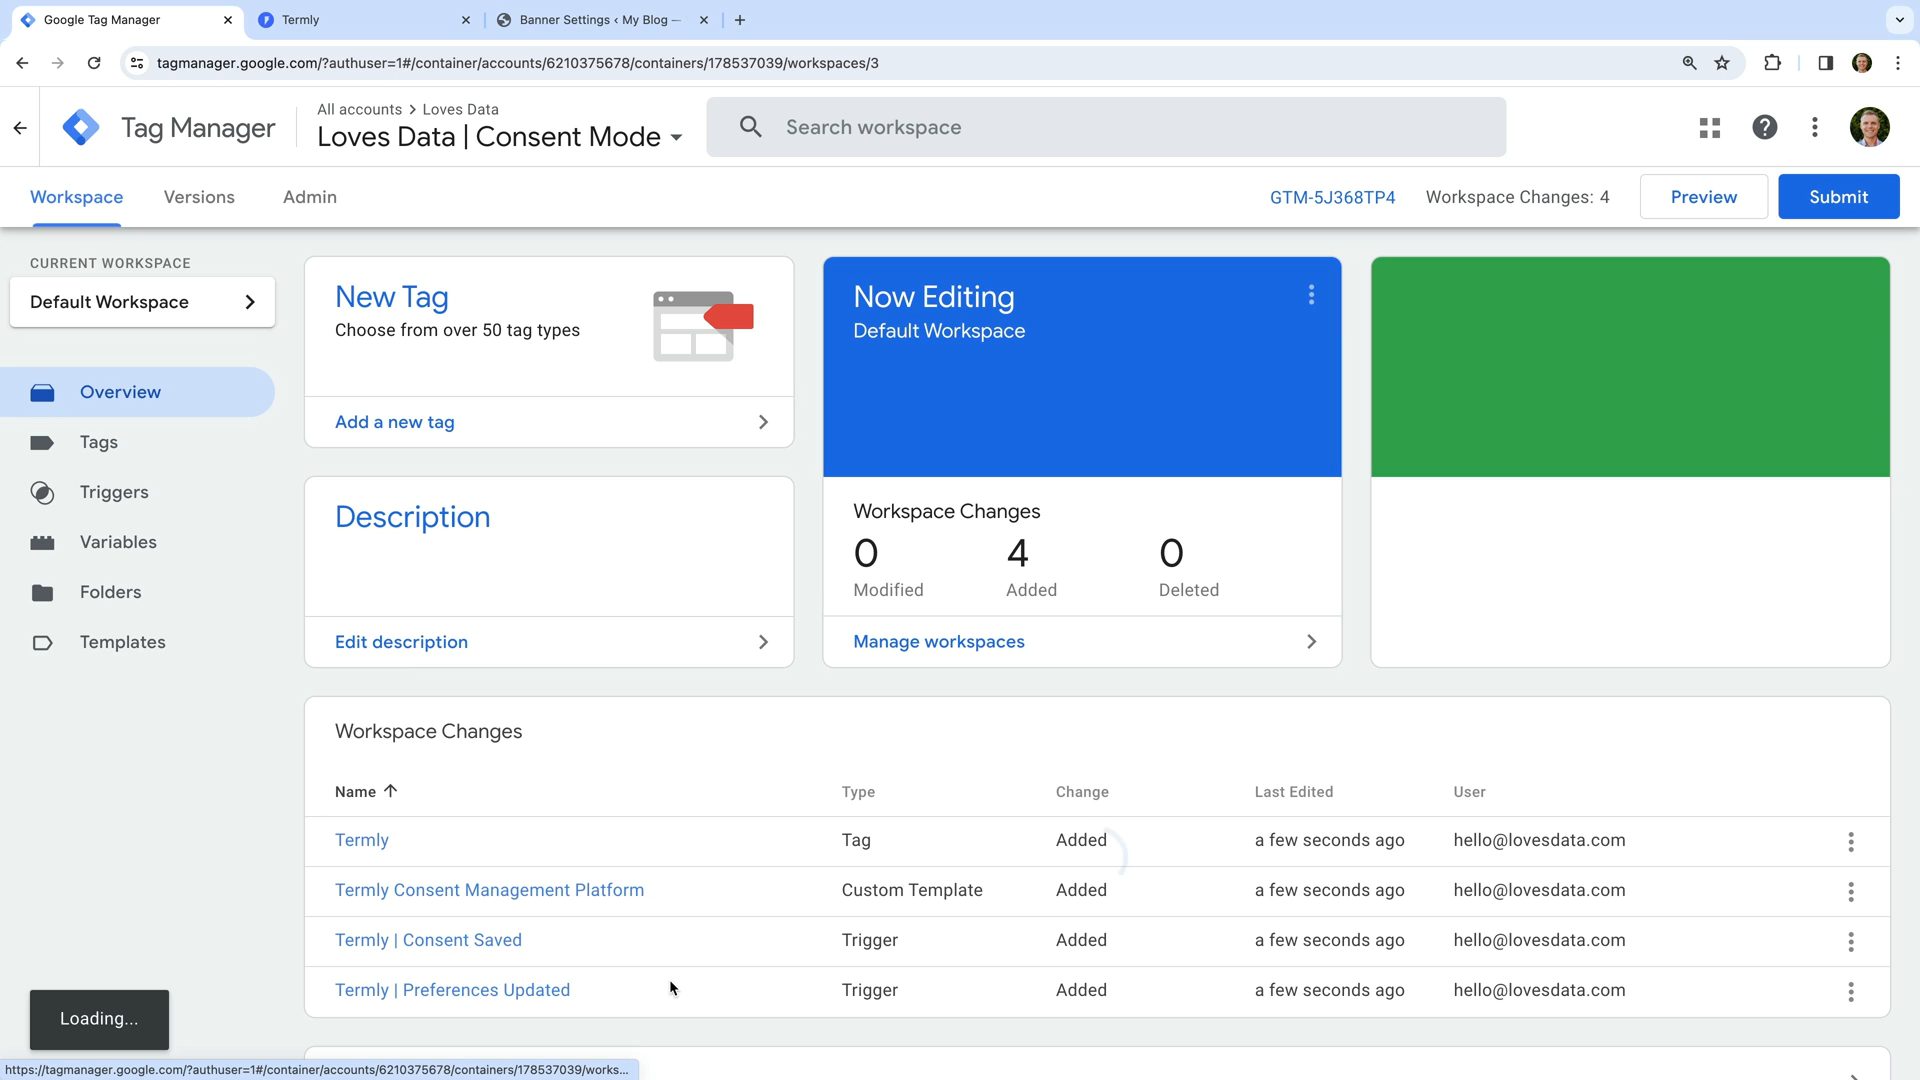 Google Tag Manager
Termly
Banner Settings ‹ My Blog —
tagmanager.google.com/?authuser=1#/container/accounts/6210375678/containers/178537039/workspaces/3
Tag Manager
All accounts > Loves Data
Loves Data | Consent Mode
Search workspace
Workspace
Versions
Admin
GTM-5J368TP4
Workspace Changes: 4
Preview
Submit
CURRENT WORKSPACE
Default Workspace
Overview
Tags
Triggers
Variables
Folders
Templates
New Tag
Choose from over 50 tag types
Add a new tag
Description
Edit description
Now Editing
Default Workspace
Workspace Changes
0 4 0
Modified Added Deleted
Manage workspaces
Workspace Changes
Name Type Change Last Edited User
Termly Tag Added a few seconds ago hello@lovesdata.com
Termly Consent Management Platform Custom Template Added a few seconds ago hello@lovesdata.com
Termly | Consent Saved Trigger Added a few seconds ago hello@lovesdata.com
Termly | Preferences Updated Trigger Added a few seconds ago hello@lovesdata.com
Loading...
https://tagmanager.google.com/?authuser=1#/container/accounts/6210375678/containers/178537039/works...